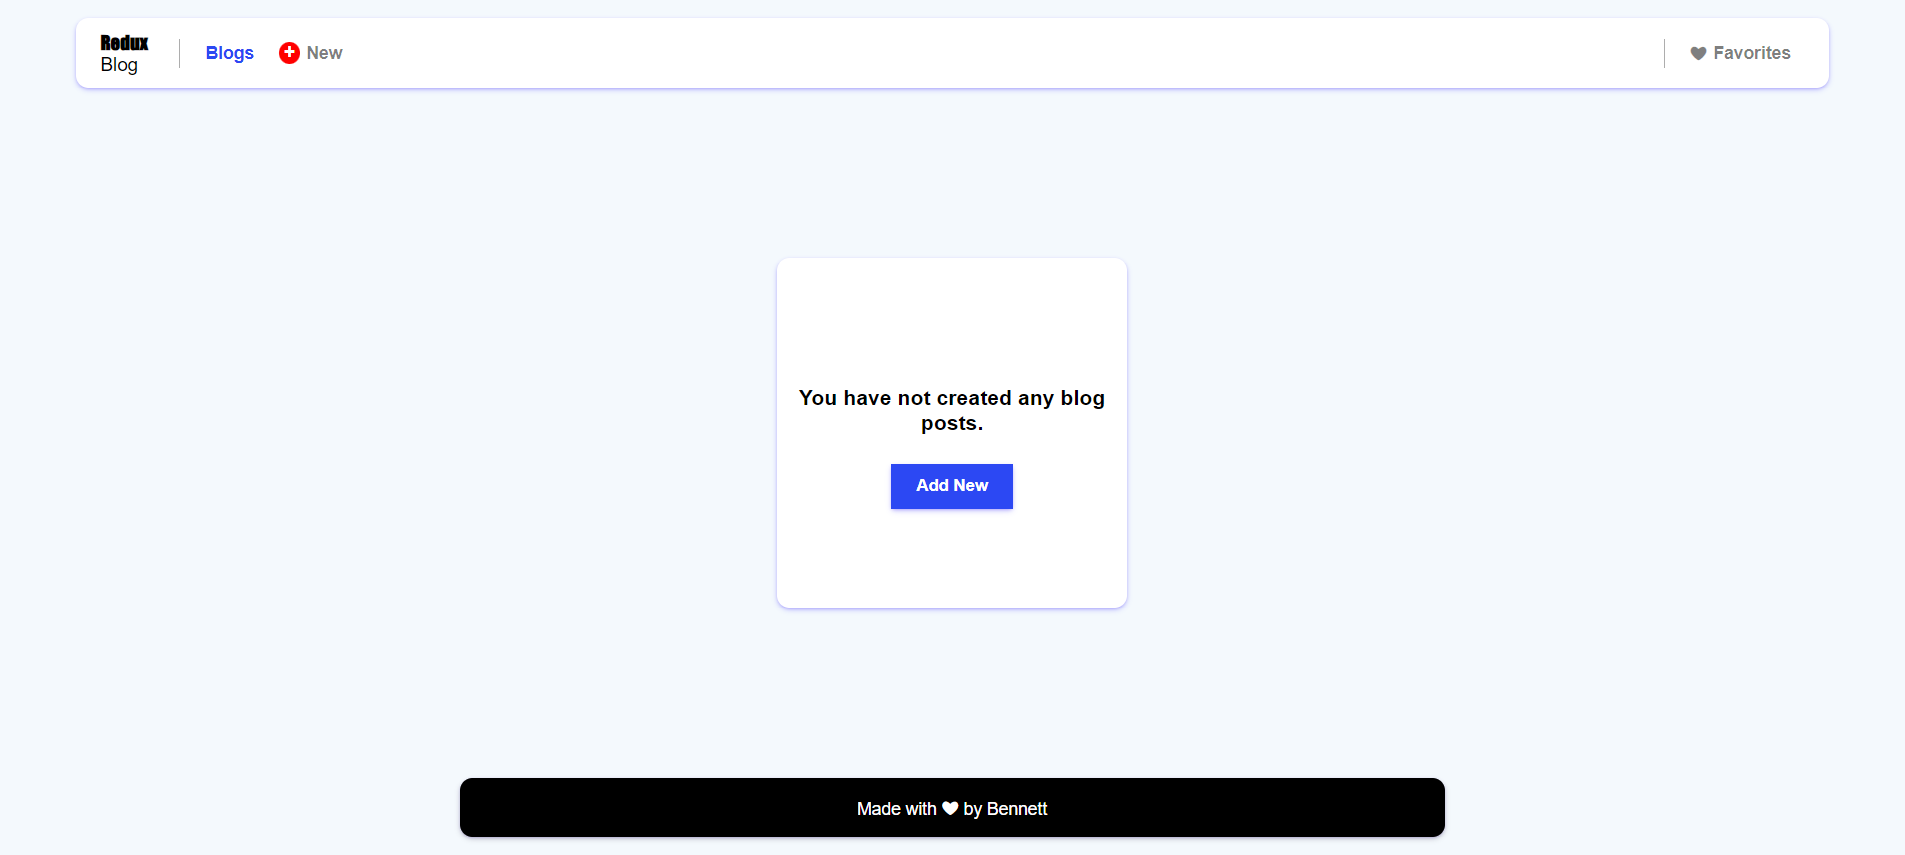 Redux
Blog
Blogs
New
Favorites
You have not created any blog
posts.
Add New
Made with ♥ by Bennett